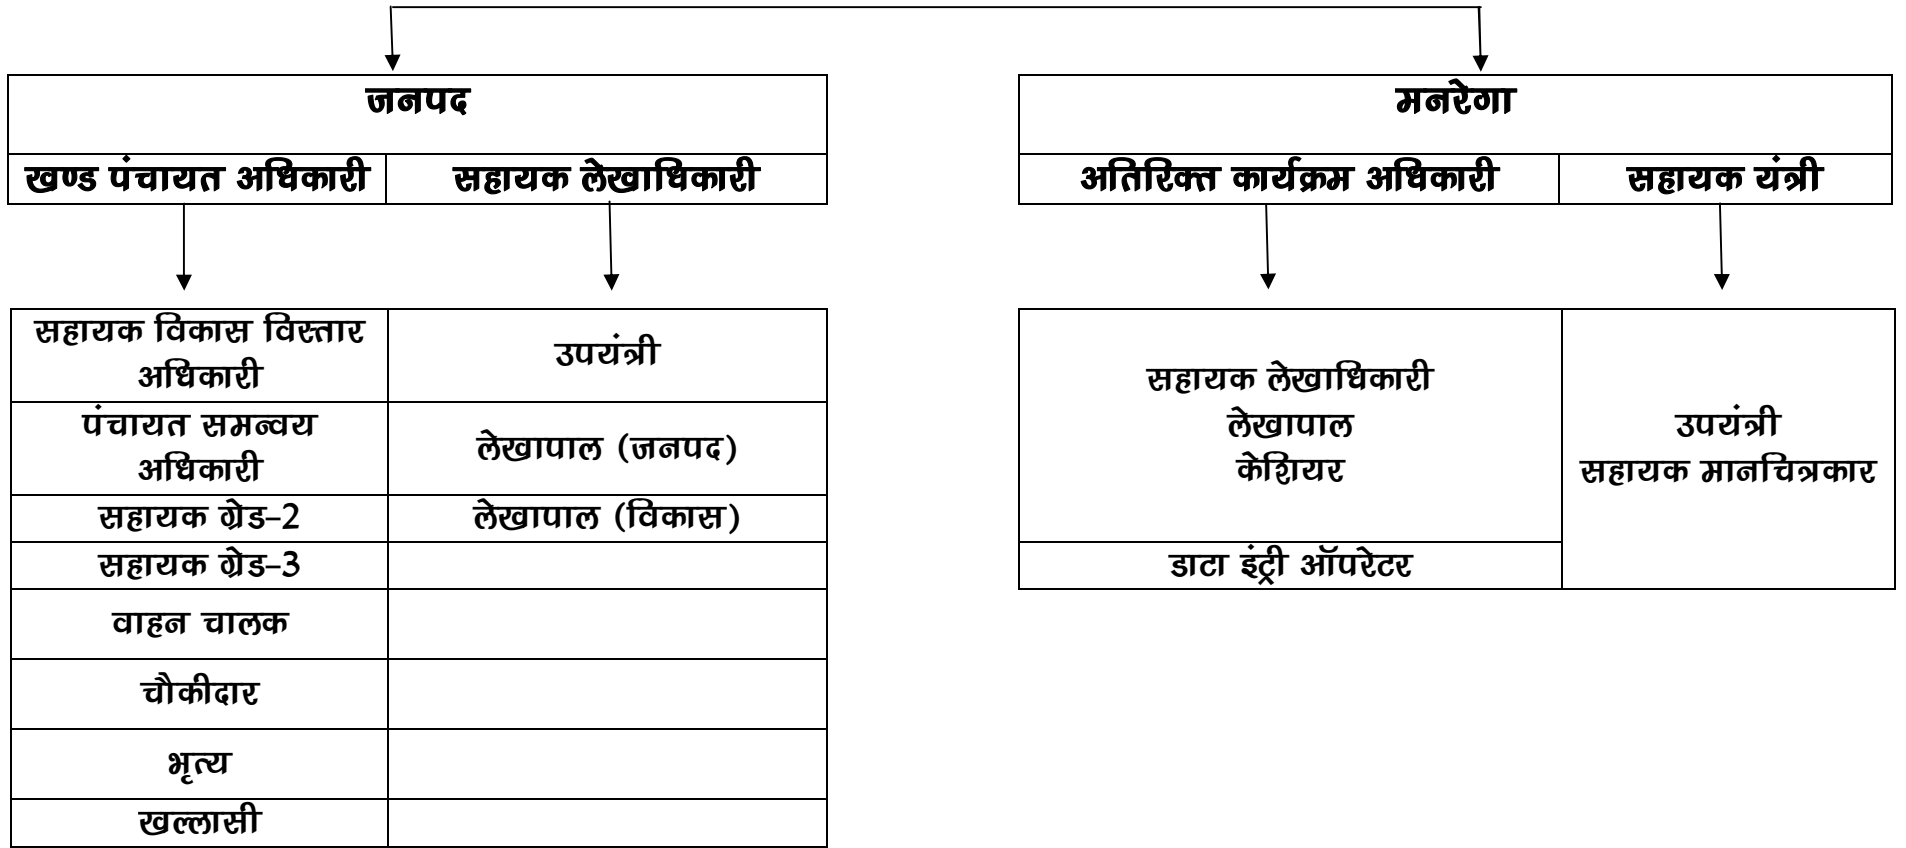 जनपद
खण्ड पंचायत अधिकारी
सहायक लेखाधिकारी
सहायक विकास विस्तार
अधिकारी
उपयंत्री
पंचायत समन्वय
अधिकारी
लेखापाल (जनपद)
सहायक ग्रेड-2
लेखापाल (विकास)
सहायक ग्रेड-3
वाहन चालक
चौकीदार
भृत्य
खल्लासी
मनरेगा
अतिरिक्त कार्यक्रम अधिकारी
सहायक यंत्री
सहायक लेखाधिकारी
लेखापाल
केशियर
डाटा इंट्री ऑपरेटर
उपयंत्री
सहायक मानचित्रकार